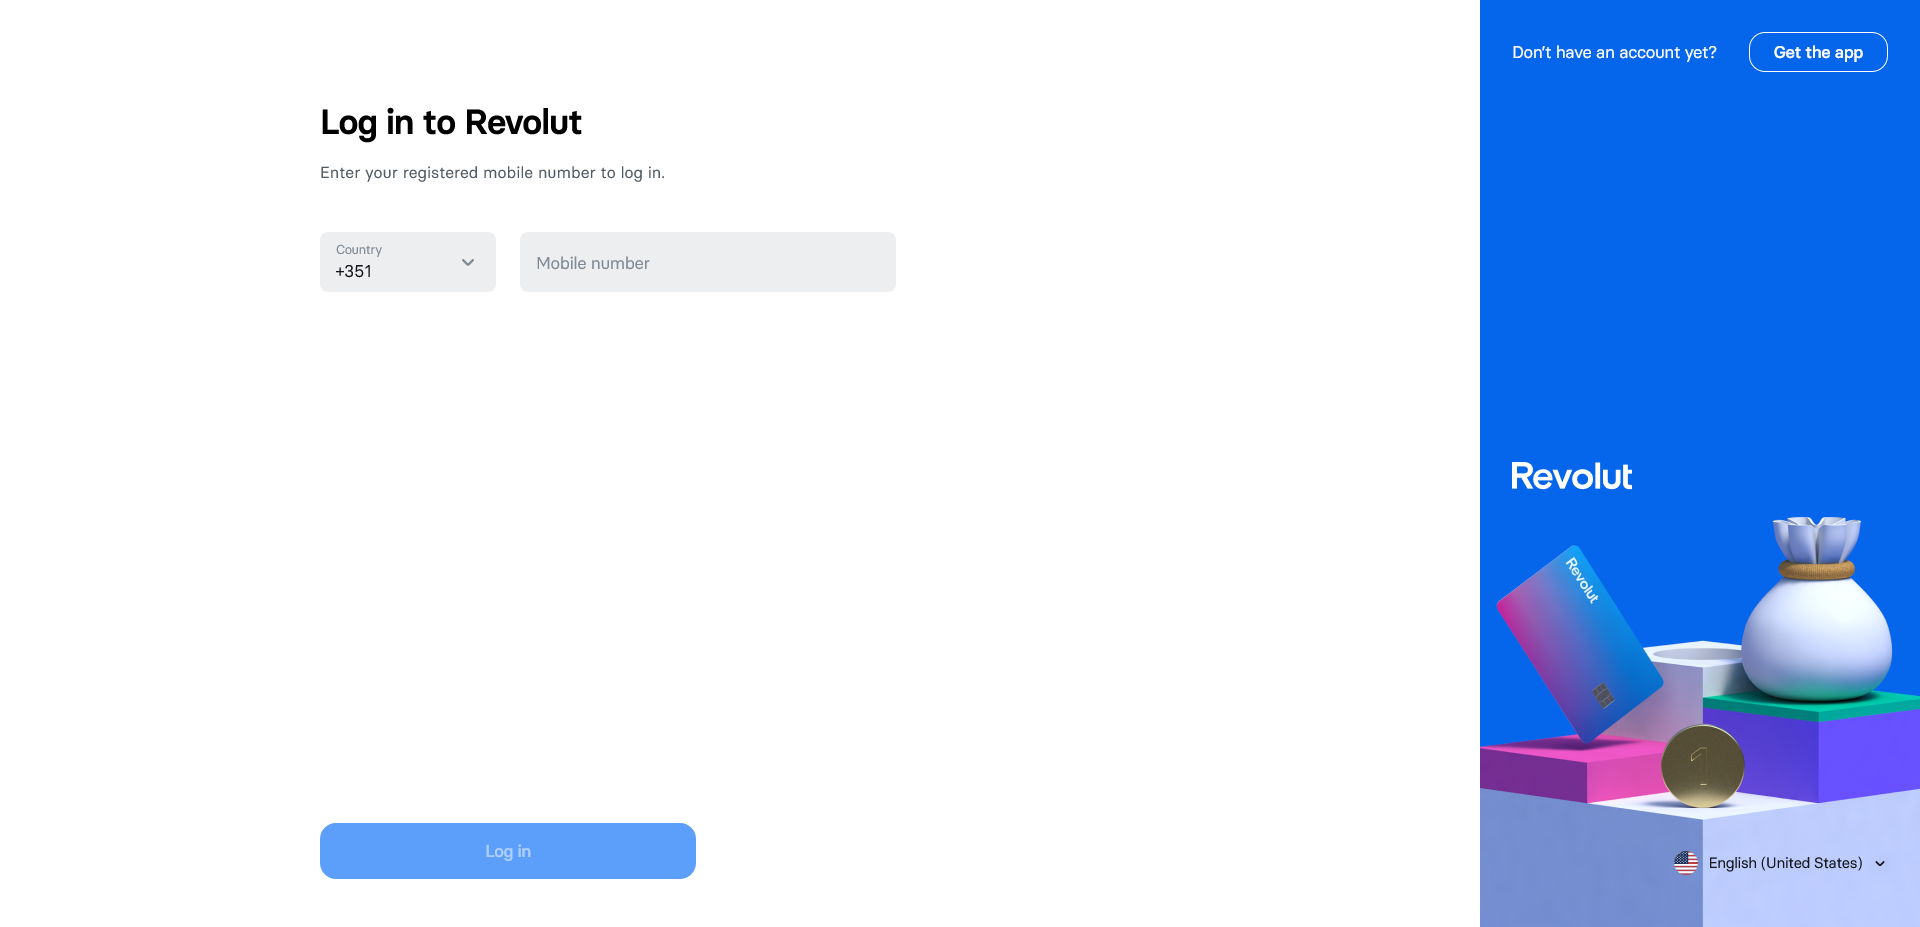 Don't have an account yet?
Get the app
Log in to Revolut
Enter your registered mobile number to log in.
Country
+351
Mobile number
Revolut
Revolut
1
Log in
English (United States)